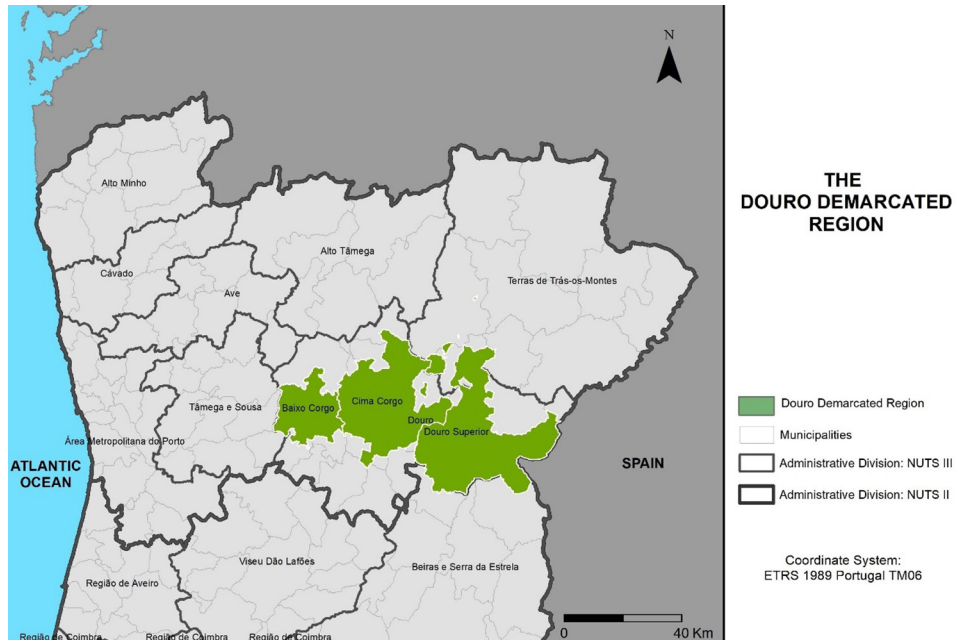 N
Alto Minho
Alto Tâmega
Cávado
Terras de Trás-os-Montes
Ave
Tâmega e Sousa
Baixo Corgo
Cima Corgo
Douro
Douro Superior
Área Metropolitana do Porto
ATLANTIC
OCEAN
SPAIN
Viseu Dão Lafões
Beiras e Serra da Estrela
Região de Aveiro
Região de Coimbra
Região de Coimbra
Região de Coimbra
0
40 Km
THE
DOURO DEMARCATED
REGION
Douro Demarcated Region
Municipalities
Administrative Division: NUTS III
Administrative Division: NUTS II
Coordinate System:
ETRS 1989 Portugal TM06